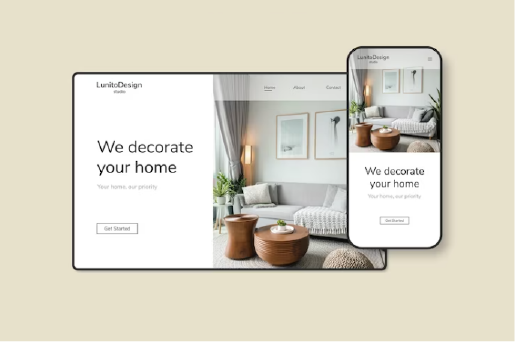 LunitoDesign
studio
Home About Contact
We decorate
your home
Your home, our priority
Get Started
LunitoDesign
studio
We decorate
your home
Your home, our priority
Get Started